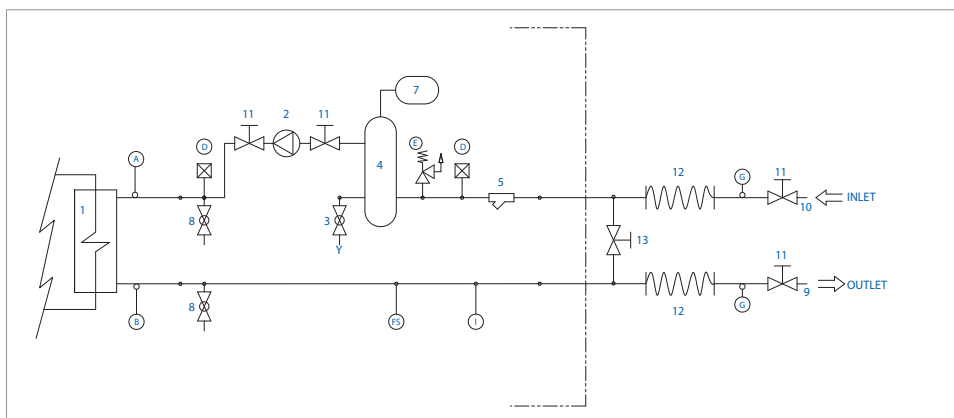 7
11 2 11
E
D D
A 4
12 G 11
5
1 10 INLET
8 3
13
Y
11
8 9 OUTLET
12 G
B FS I